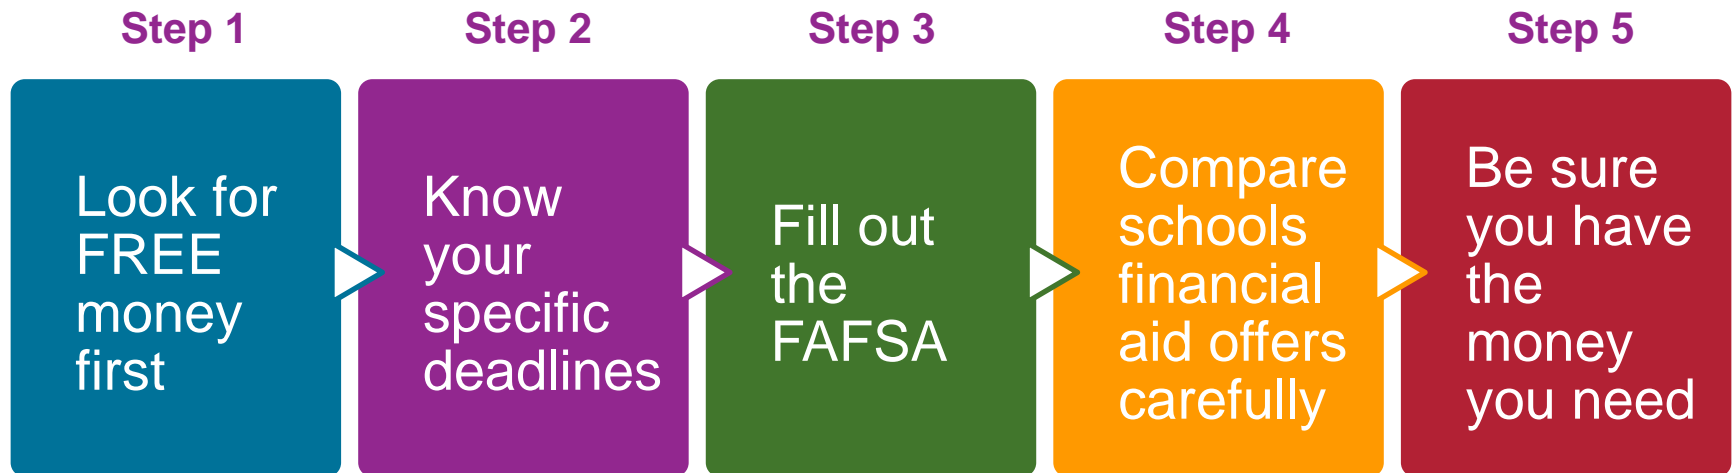 Step 1
Look for
FREE
money
first
Step 2
Know
your
specific
deadlines
Step 3
Fill out
the
FAFSA
Step 4
Compare
schools
financial
aid offers
carefully
Step 5
Be sure
you have
the
money
you need